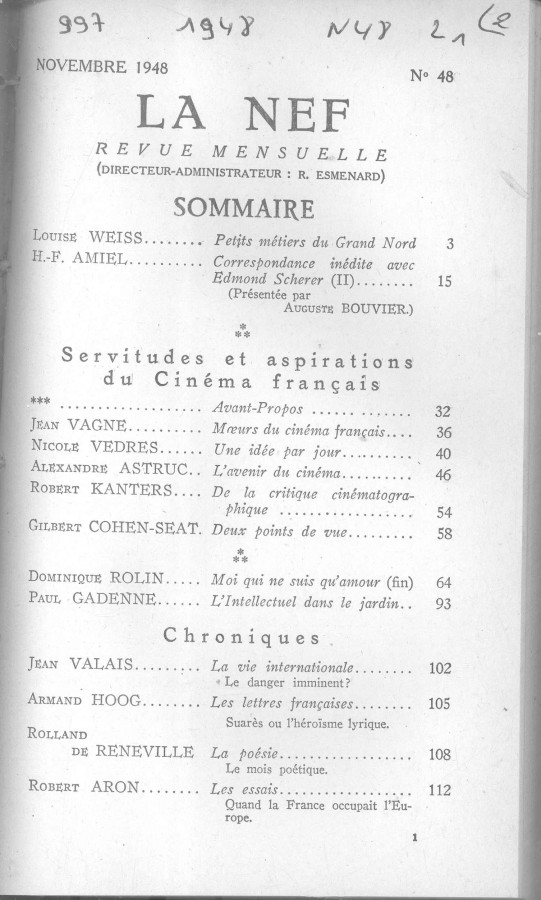 997 1948 N48 21
NOVEMBRE 1948 N° 48
LA NEF
REVUE MENSUELLE
(DIRECTEUR-ADMINISTRATEUR : R. ESMENARD)
SOMMAIRE
LOUISE WEISS........ Petits métiers du Grand Nord 3
H.-F. AMIEL.......... Correspondance inédite avec
Edmond Scherer (II)........ 15
(Présentée par
AUGUSTE BOUVIER.)
*
**
Servitudes et aspirations
du Cinéma français
*** ................... Avant-Propos ............. 32
JEAN VAGNE.......... Mœurs du cinéma français.... 36
NICOLE VEDRES...... Une idée par jour.......... 40
ALEXANDRE ASTRUC.. L'avenir du cinéma.......... 46
ROBERT KANTERS.... De la critique cinématogra-
phique .................. 54
GILBERT COHEN-SEAT. Deux points de vue......... 58
*
**
DOMINIQUE ROLIN..... Moi qui ne suis qu'amour (fin) 64
PAUL GADENNE...... L'Intellectuel dans le jardin.. 93
Chroniques
JEAN VALAIS......... La vie internationale........ 102
Le danger imminent?
ARMAND HOOG........ Les lettres françaises........ 105
Suarès ou l'héroïsme lyrique.
ROLLAND
DE RENEVILLE La poésie.................. 108
Le mois poétique.
ROBERT ARON........ Les essais.................. 112
Quand la France occupait l'Eu-
rope.
1